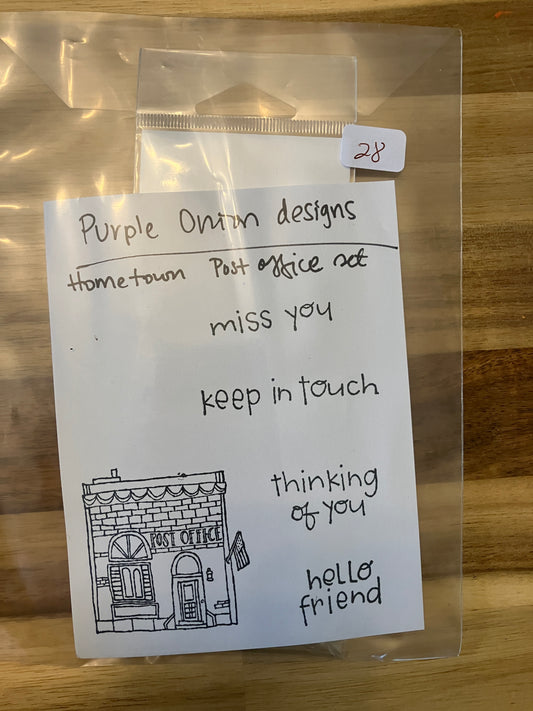 28
Purple Onion designs
Hometown Post office set
miss you
keep in touch
thinking
of you
POST OFFICE
hello
friend